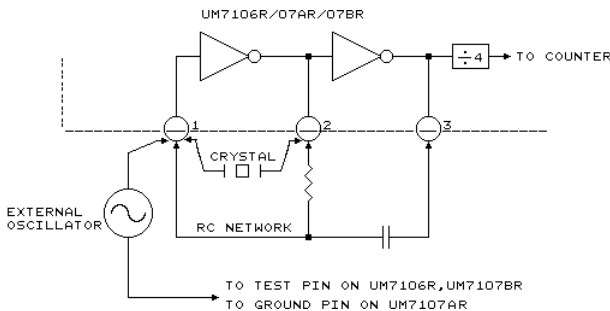 UM7106R/07AR/07BR
÷4
TO COUNTER
1
2
3
CRYSTAL
EXTERNAL
OSCILLATOR
RC NETWORK
TO TEST PIN ON UM7106R,UM7107BR
TO GROUND PIN ON UM7107AR